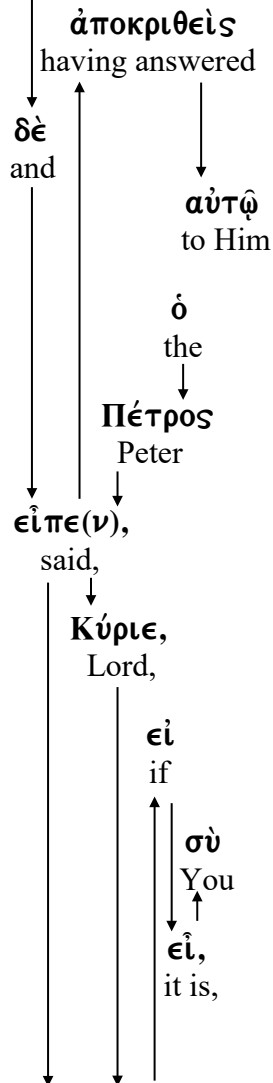 ἀποκριθεὶς
having answered
δὲ
and
αὐτῷ
to Him
ὁ
the
Πέτρος
Peter
εἶπε(ν),
said,
Κύριε,
Lord,
εἰ
if
σὺ
You
εἶ,
it is,